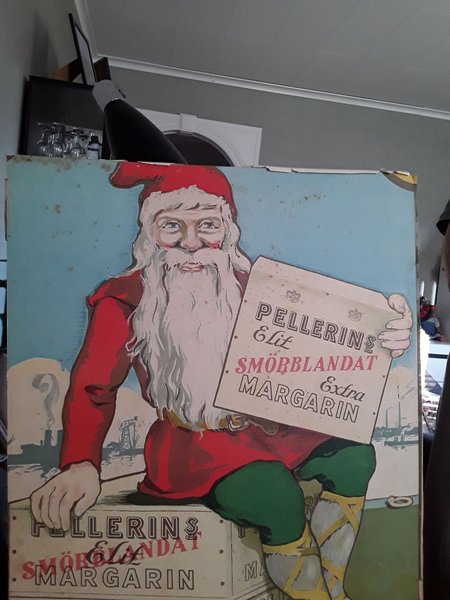 PELLERINS
Elit
SMÖRBLANDAT
Extra
MARGARIN
PELLERINS
Elit
SMÖRBLANDAT
MARGARIN